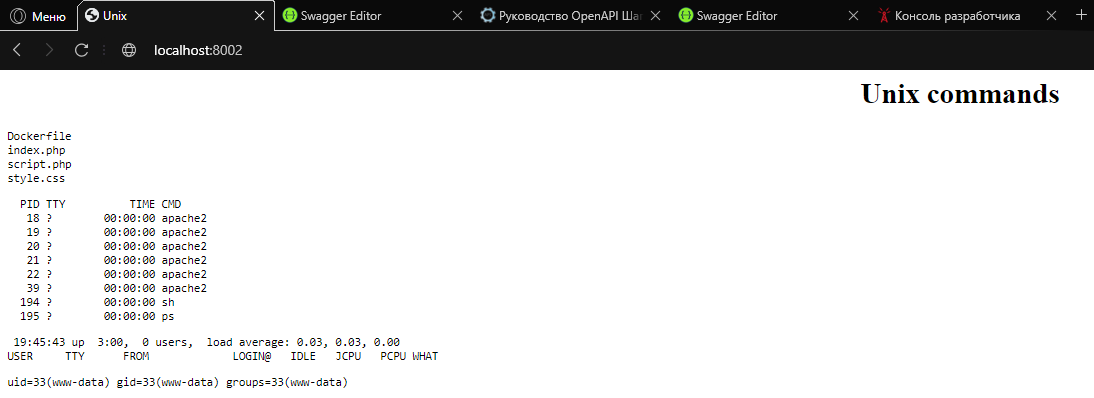 Меню
Unix
Swagger Editor
Руководство OpenAPI Ша
Swagger Editor
Консоль разработчика
localhost:8002
Unix commands
Dockerfile
index.php
script.php
style.css
PID TTY TIME CMD
18 ? 00:00:00 apache2
19 ? 00:00:00 apache2
20 ? 00:00:00 apache2
21 ? 00:00:00 apache2
22 ? 00:00:00 apache2
39 ? 00:00:00 apache2
194 ? 00:00:00 sh
195 ? 00:00:00 ps
19:45:43 up 3:00, 0 users, load average: 0.03, 0.03, 0.00
USER TTY FROM LOGIN@ IDLE JCPU PCPU WHAT
uid=33(www-data) gid=33(www-data) groups=33(www-data)